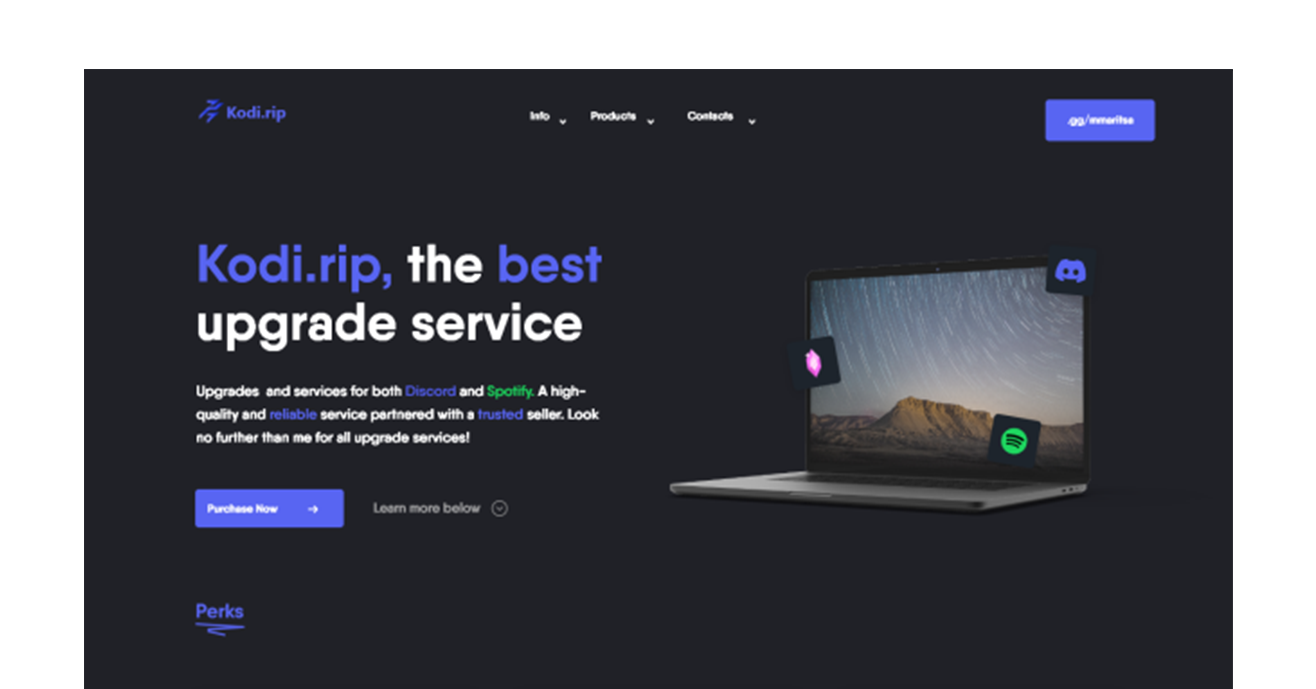 Kodi.rip
Info
Products
Contacts
.gg/mmaritsa
Kodi.rip, the best
upgrade service
Upgrades and services for both Discord and Spotify. A high-
quality and reliable service partnered with a trusted seller. Look
no further than me for all upgrade services!
Purchase Now
Learn more below
Perks